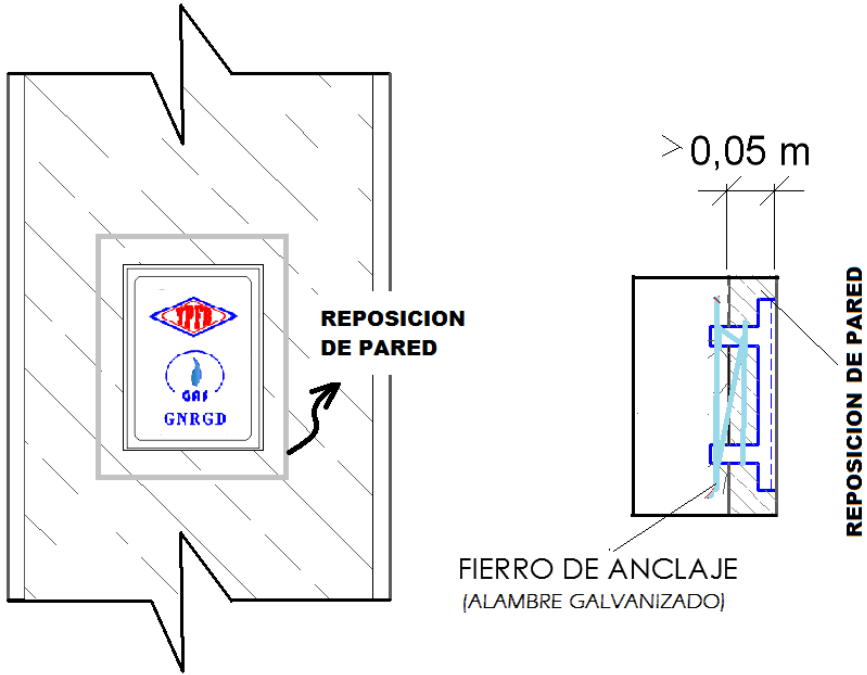 YPFB
GAS
GNRGD
REPOSICION
DE PARED
> 0,05 m
REPOSICION DE PARED
FIERRO DE ANCLAJE
(ALAMBRE GALVANIZADO)